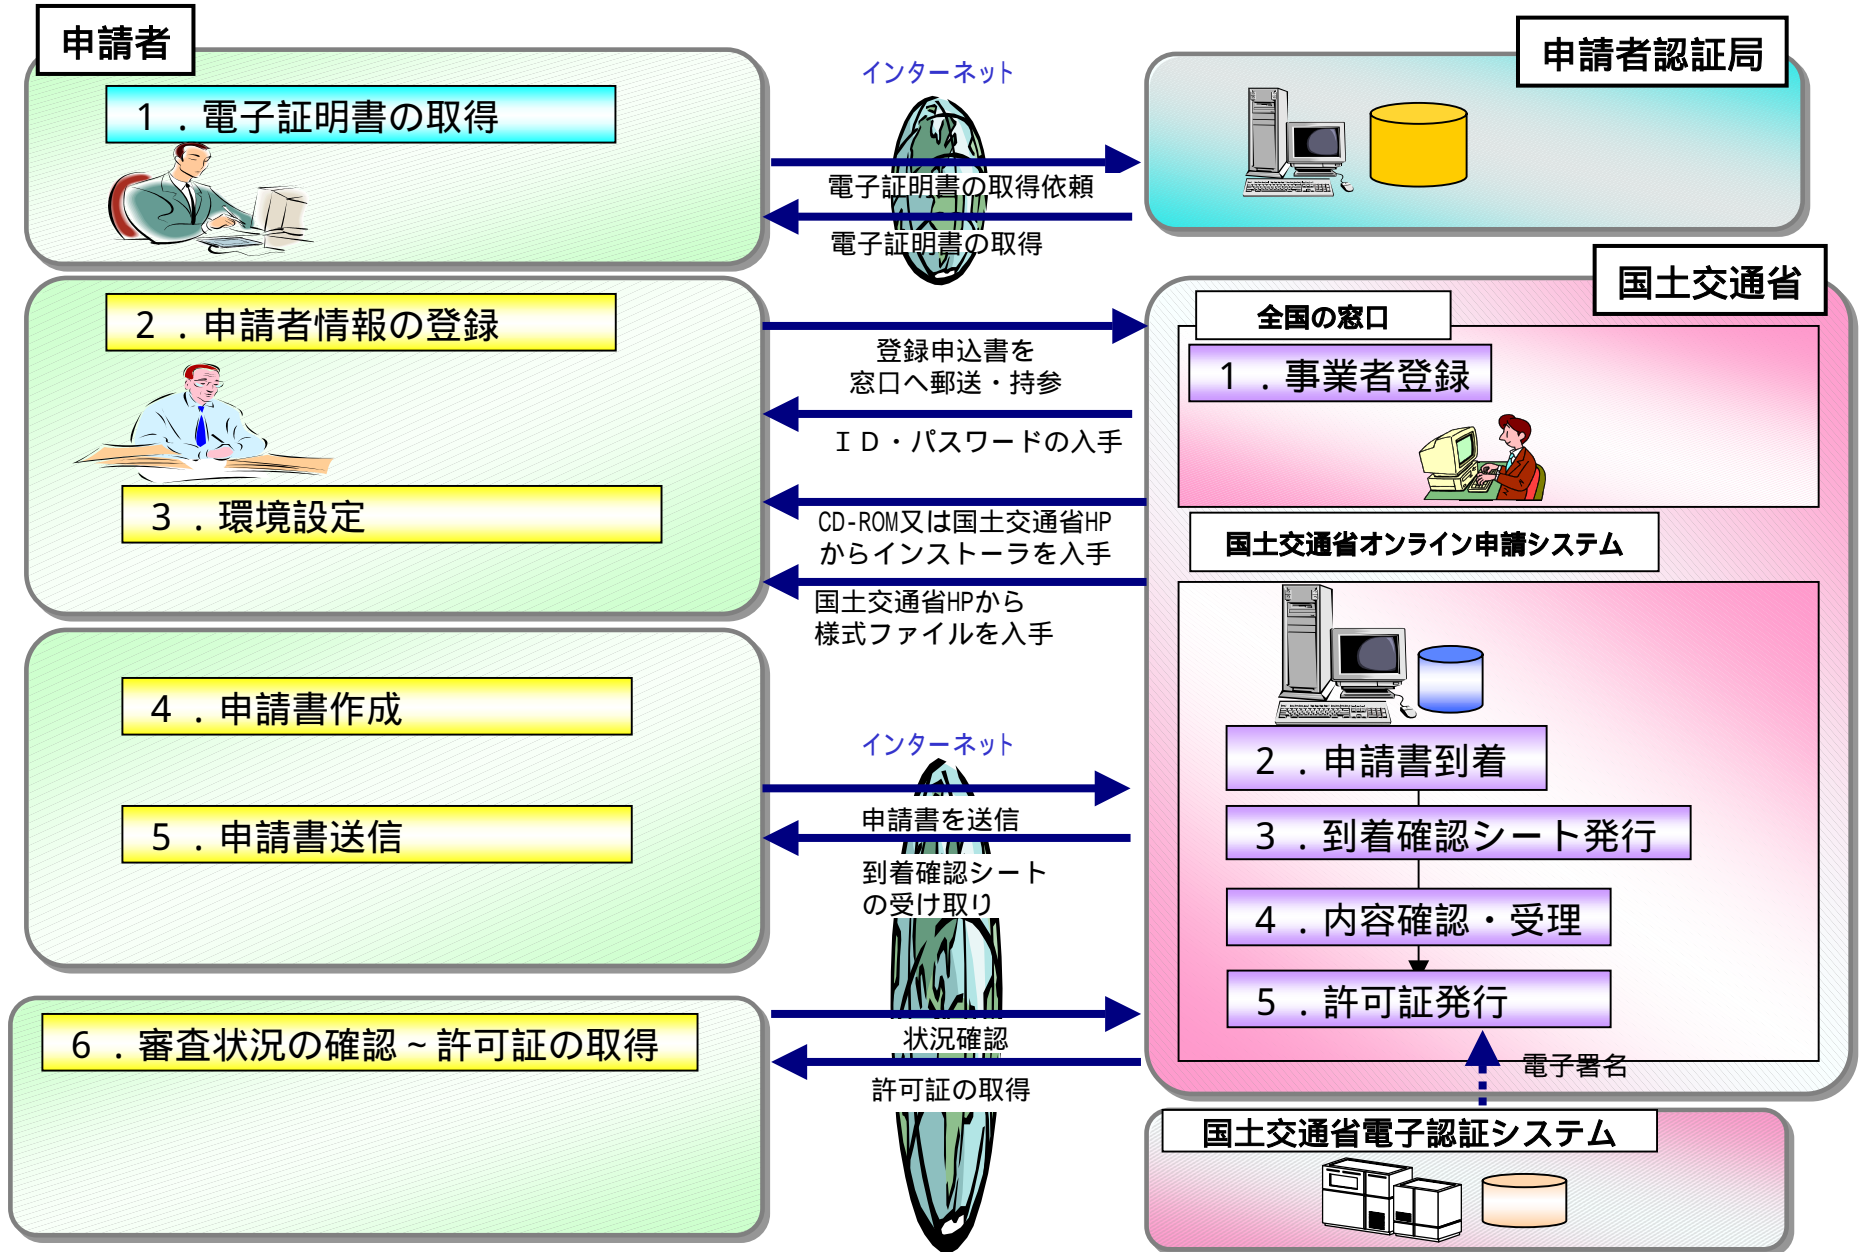 申請者
1．電子証明書の取得
インターネット
電子証明書の取得依頼
電子証明書の取得
申請者認証局
2．申請者情報の登録
3．環境設定
登録申込書を
窓口へ郵送・持参
ＩＤ・パスワードの入手
CD-ROM又は国土交通省HP
からインストーラを入手
国土交通省HPから
様式ファイルを入手
国土交通省
全国の窓口
1．事業者登録
国土交通省オンライン申請システム
4．申請書作成
5．申請書送信
インターネット
申請書を送信
到着確認シート
の受け取り
2．申請書到着
3．到着確認シート発行
4．内容確認・受理
5．許可証発行
6．審査状況の確認~許可証の取得
状況確認
許可証の取得
電子署名
国土交通省電子認証システム